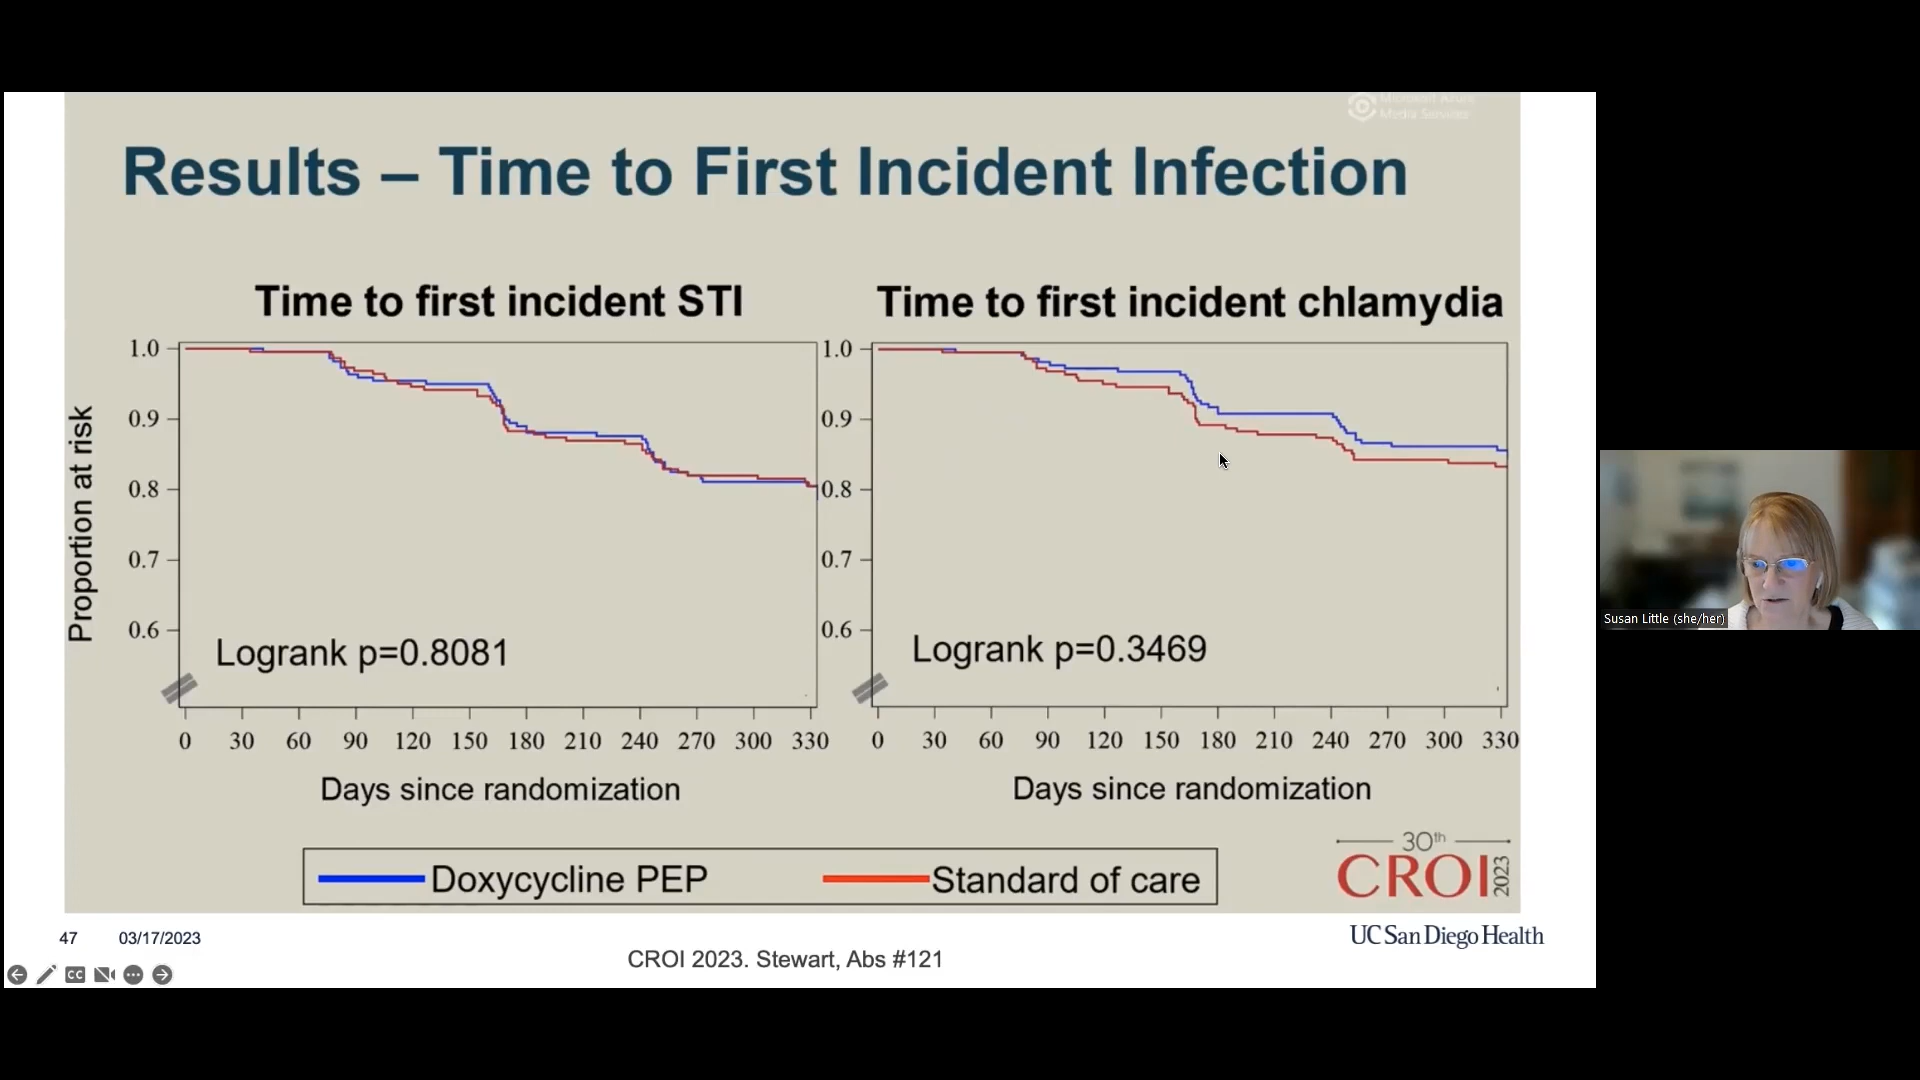 Microsoft Azure
Media Services
Results – Time to First Incident Infection
Time to first incident STI
Time to first incident chlamydia
Proportion at risk
1.0
0.9
0.8
0.7
0.6
Logrank p=0.8081
0 30 60 90 120 150 180 210 240 270 300 330
Days since randomization
1.0
0.9
0.8
0.7
0.6
Logrank p=0.3469
0 30 60 90 120 150 180 210 240 270 300 330
Days since randomization
Doxycycline PEP
Standard of care
30th
CROI 2023
47 03/17/2023
CROI 2023. Stewart, Abs #121
UC San Diego Health
CC
Susan Little (she/her)